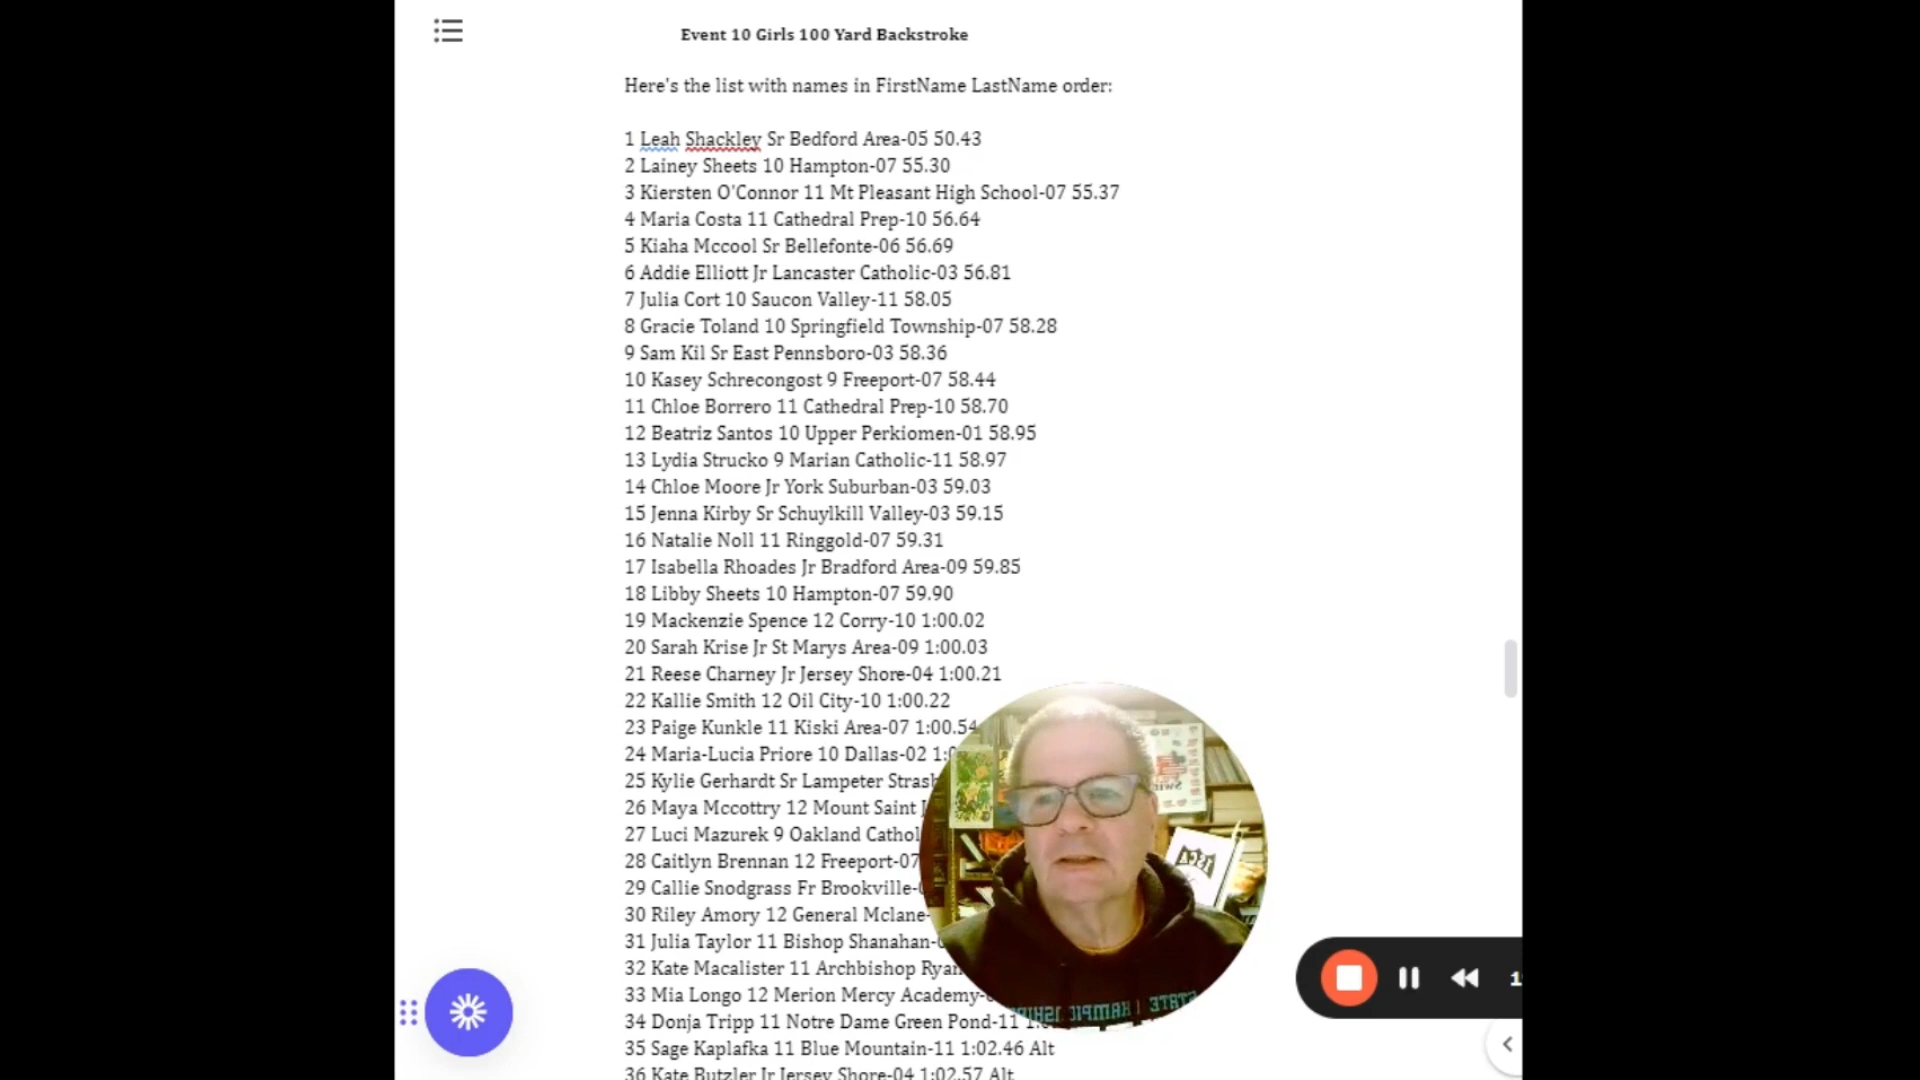 Event 10 Girls 100 Yard Backstroke
Here's the list with names in FirstName LastName order:
1 Leah Shackley Sr Bedford Area-05 50.43
2 Lainey Sheets 10 Hampton-07 55.30
3 Kiersten O'Connor 11 Mt Pleasant High School-07 55.37
4 Maria Costa 11 Cathedral Prep-10 56.64
5 Kiaha Mccool Sr Bellefonte-06 56.69
6 Addie Elliott Jr Lancaster Catholic-03 56.81
7 Julia Cort 10 Saucon Valley-11 58.05
8 Gracie Toland 10 Springfield Township-07 58.28
9 Sam Kil Sr East Pennsboro-03 58.36
10 Kasey Schrecongost 9 Freeport-07 58.44
11 Chloe Borrero 11 Cathedral Prep-10 58.70
12 Beatriz Santos 10 Upper Perkiomen-01 58.95
13 Lydia Strucko 9 Marian Catholic-11 58.97
14 Chloe Moore Jr York Suburban-03 59.03
15 Jenna Kirby Sr Schuylkill Valley-03 59.15
16 Natalie Noll 11 Ringgold-07 59.31
17 Isabella Rhoades Jr Bradford Area-09 59.85
18 Libby Sheets 10 Hampton-07 59.90
19 Mackenzie Spence 12 Corry-10 1:00.02
20 Sarah Krise Jr St Marys Area-09 1:00.03
21 Reese Charney Jr Jersey Shore-04 1:00.21
22 Kallie Smith 12 Oil City-10 1:00.22
23 Paige Kunkle 11 Kiski Area-07 1:00.54
24 Maria-Lucia Priore 10 Dallas-02
25 Kylie Gerhardt Sr Lampeter
26 Maya Mccottry 12 Mount Saint
27 Luci Mazurek 9 Oakland
28 Caitlyn Brennan 12 Freeport-07
29 Callie Snodgrass Fr Brookville-
30 Riley Amory 12 General Mclane-
31 Julia Taylor 11 Bishop Shanahan-
32 Kate Macalister 11 Archbishop Ryan
33 Mia Longo 12 Merion Mercy Academy-
34 Donja Tripp 11 Notre Dame Green Pond-11
35 Sage Kaplafka 11 Blue Mountain-11 1:02.46 Alt
36 Kate Butzler Jr Jersey Shore-04 1:02.57 Alt
ISCA